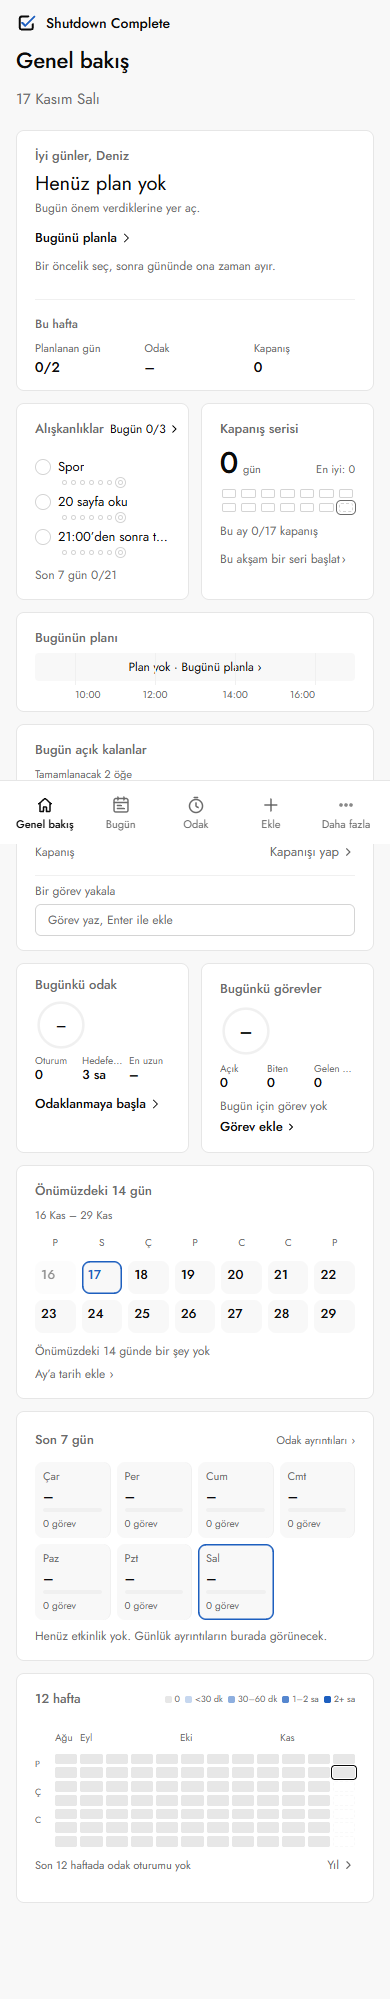 Shutdown Complete
Genel bakış
17 Kasım Salı
İyi günler, Deniz
Henüz plan yok
Bugün önem verdiklerine yer aç.
Bugünü planla
Bir öncelik seç, sonra gününde ona zaman ayır.
Bu hafta
Planlanan gün Odak Kapanış
0/2 – 0
Alışkanlıklar Bugün 0/3
Spor
20 sayfa oku
21:00'den sonra t...
Son 7 gün 0/21
Kapanış serisi
0 gün En iyi: 0
Bu ay 0/17 kapanış
Bu akşam bir seri başlat ›
Bugünün planı
Plan yok · Bugünü planla ›
10:00 12:00 14:00 16:00
Bugün açık kalanlar
Tamamlanacak 2 öğe
Genel bakış Bugün Odak Ekle Daha fazla
Kapanış Kapanışı yap
Bir görev yakala
Görev yaz, Enter ile ekle
Bugünkü odak
–
Oturum Hedefe... En uzun
0 3 sa –
Odaklanmaya başla
Bugünkü görevler
–
Açık Biten Gelen ...
0 0 0
Bugün için görev yok
Görev ekle
Önümüzdeki 14 gün
16 Kas – 29 Kas
P S Ç P C C P
16 17 18 19 20 21 22
23 24 25 26 27 28 29
Önümüzdeki 14 günde bir şey yok
Ay'a tarih ekle ›
Son 7 gün Odak ayrıntıları ›
Çar Per Cum Cmt
– – – –
0 görev 0 görev 0 görev 0 görev
Paz Pzt Sal
– – –
0 görev 0 görev 0 görev
Henüz etkinlik yok. Günlük ayrıntıların burada görünecek.
12 hafta 0 <30 dk 30–60 dk 1–2 sa 2+ sa
Ağu Eyl Eki Kas
P
Ç
C
Son 12 haftada odak oturumu yok Yıl